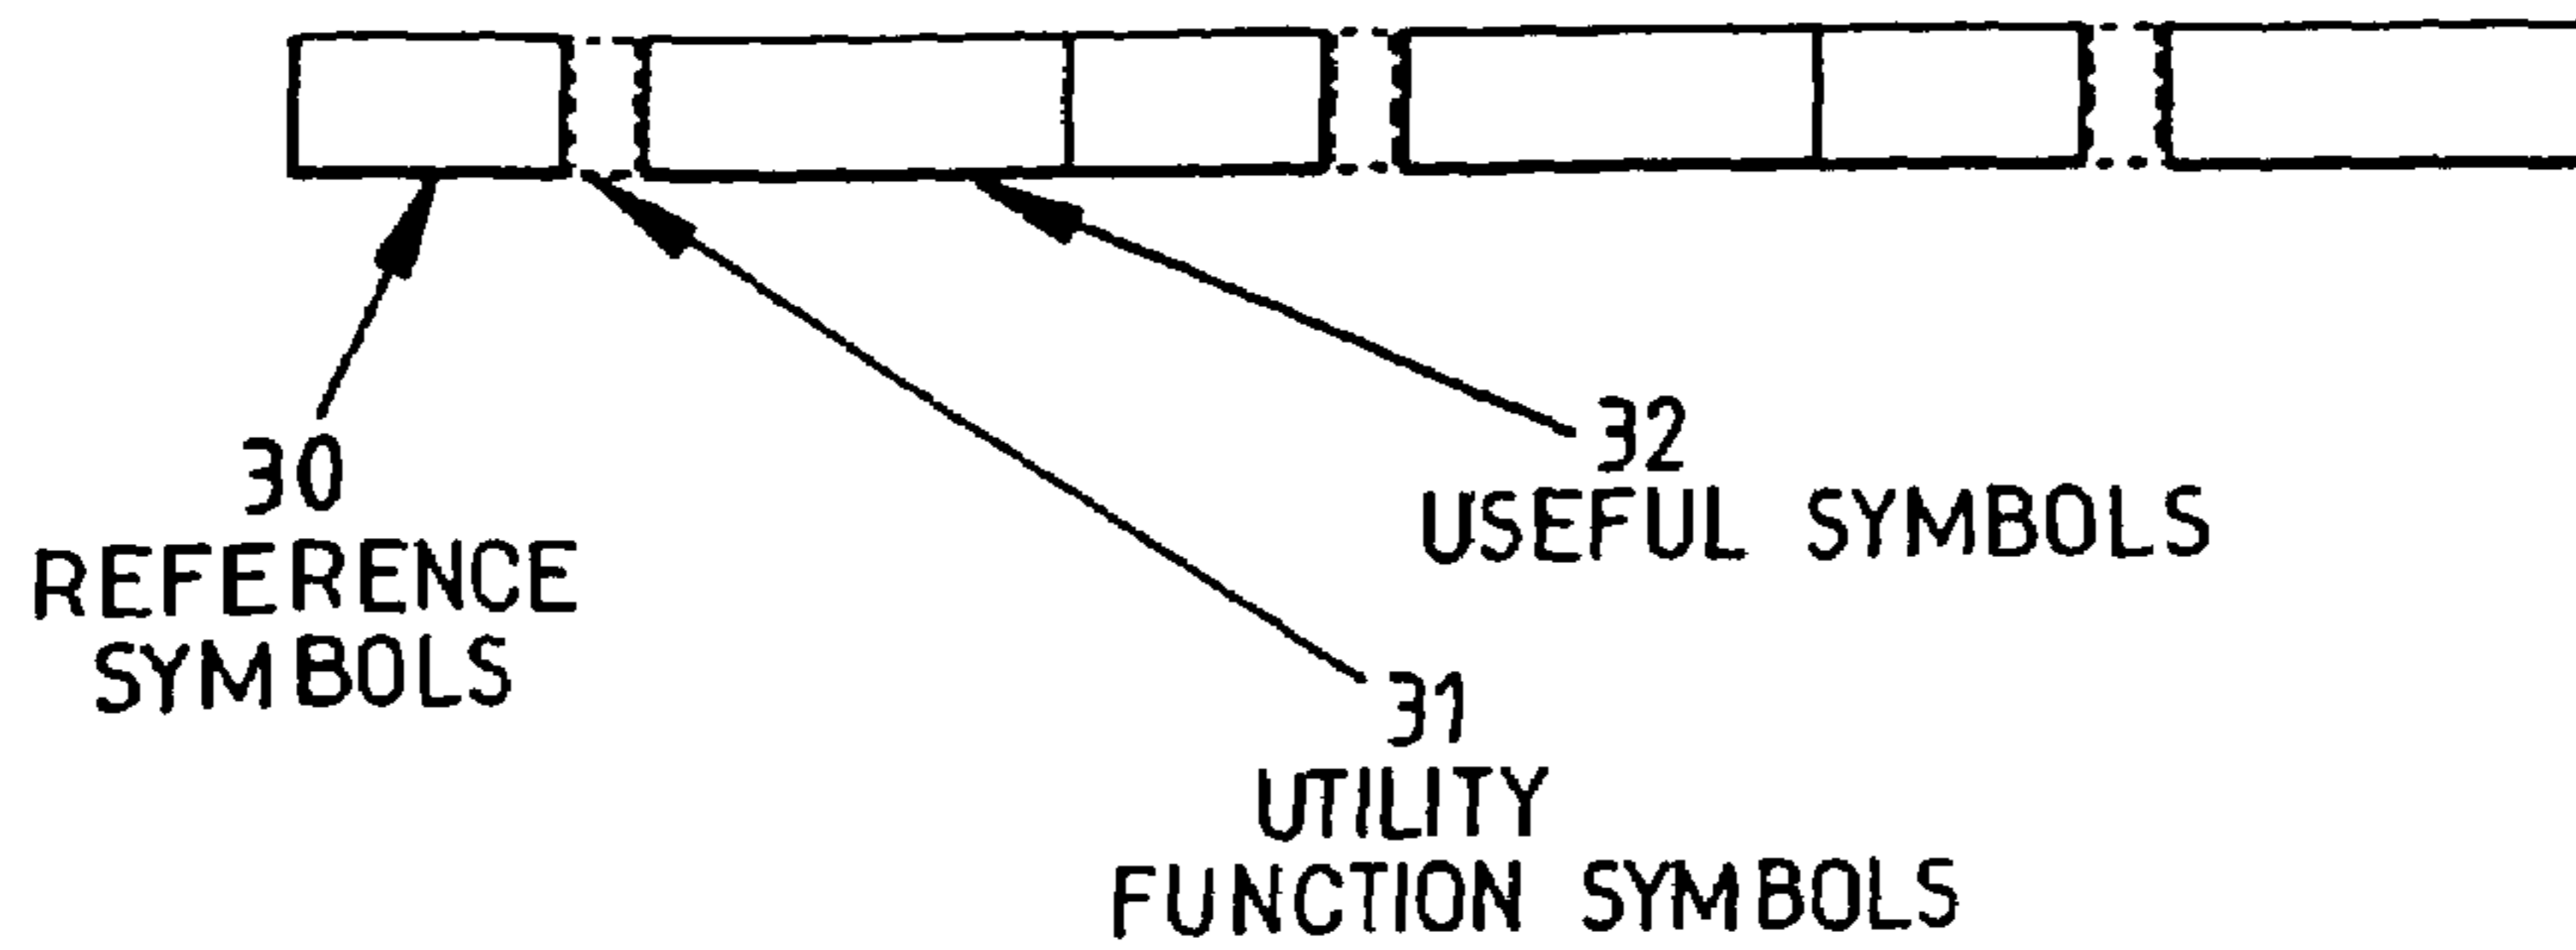 30
REFERENCE
SYMBOLS
32
USEFUL SYMBOLS
31
UTILITY
FUNCTION SYMBOLS